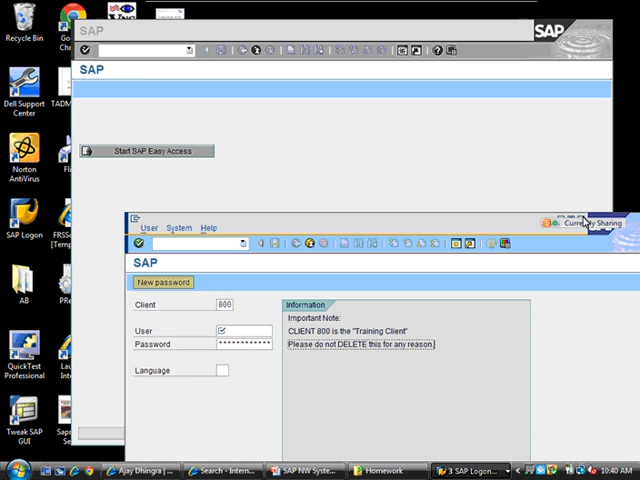 Recycle Bin
Dell Support Center
Norton AntiVirus
SAP Logon
AB
QuickTest Professional
Tweak SAP GUI
SAP
SAP
SAP
Start SAP Easy Access
User System Help
Currently Sharing
SAP
New password
Client 800
User
Password ************
Language
Information
Important Note:
CLIENT 800 is the "Training Client"
Please do not DELETE this for any reason.
Ajay Dhingra (...
Search - Intern...
SAP NW Syste...
Homework
3 SAP Logon...
10:40 AM